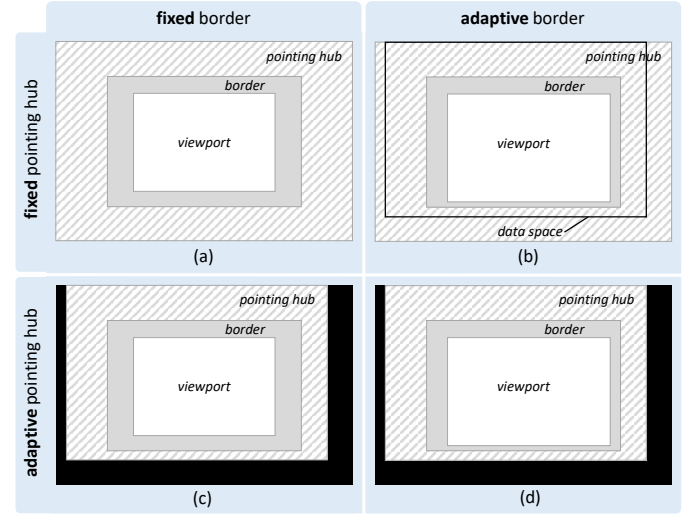 fixed border
adaptive border
fixed pointing hub
pointing hub
border
viewport
(a)
pointing hub
border
viewport
data space
(b)
adaptive pointing hub
pointing hub
border
viewport
(c)
pointing hub
border
viewport
(d)